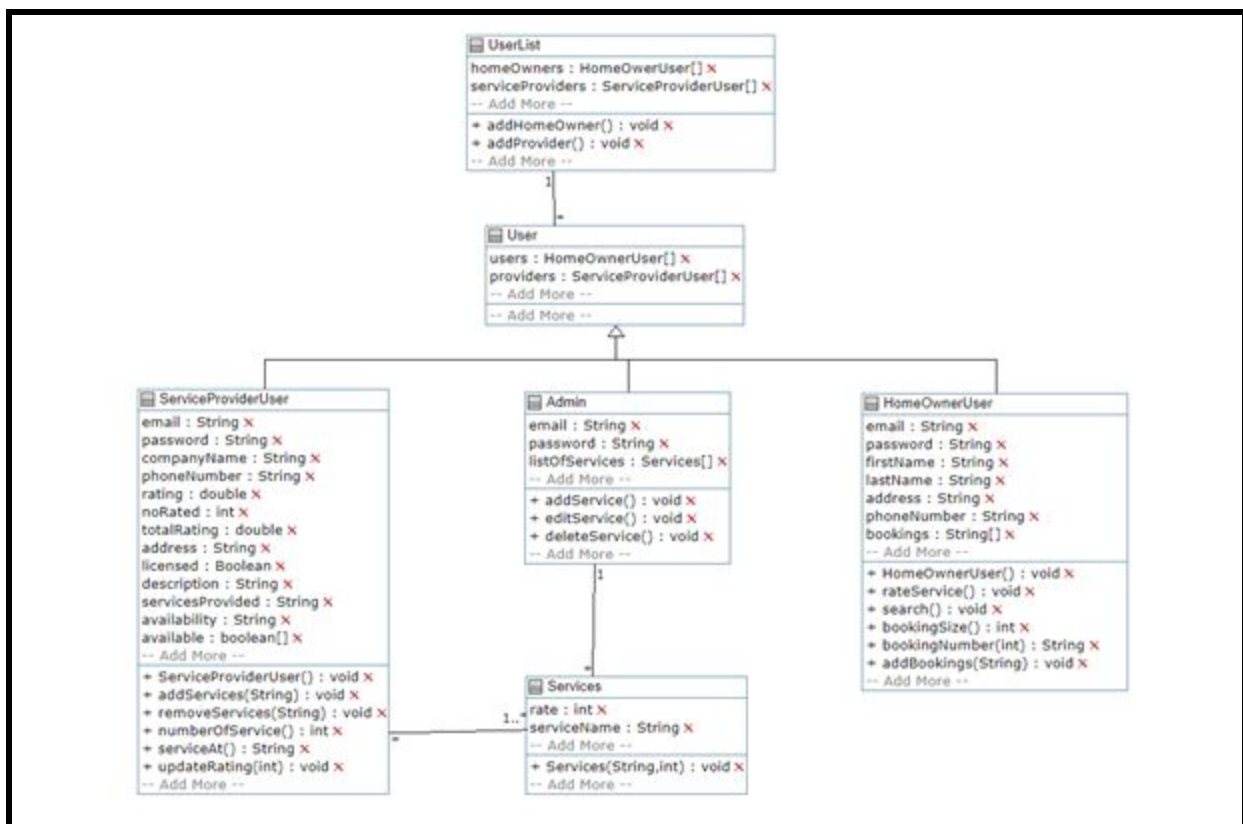 UserList
homeOwners : HomeOwerUser[] X
serviceProviders : ServiceProviderUser[] X
-- Add More --
+ addHomeOwner() : void X
+ addProvider() : void X
-- Add More --
1
*
User
users : HomeOwnerUser[] X
providers : ServiceProviderUser[] X
-- Add More --
-- Add More --
ServiceProviderUser
email : String X
password : String X
companyName : String X
phoneNumber : String X
rating : double X
noRated : int X
totalRating : double X
address : String X
licensed : Boolean X
description : String X
servicesProvided : String X
availability : String X
available : boolean[] X
-- Add More --
+ ServiceProviderUser() : void X
+ addServices(String) : void X
+ removeServices(String) : void X
+ numberOfService() : int X
+ serviceAt() : String X
+ updateRating(int) : void X
-- Add More --
Admin
email : String X
password : String X
listOfServices : Services[] X
-- Add More --
+ addService() : void X
+ editService() : void X
+ deleteService() : void X
-- Add More --
1
*
HomeOwnerUser
email : String X
password : String X
firstName : String X
lastName : String X
address : String X
phoneNumber : String X
bookings : String[] X
-- Add More --
+ HomeOwnerUser() : void X
+ rateService() : void X
+ search() : void X
+ bookingSize() : int X
+ bookingNumber(int) : String X
+ addBookings(String) : void X
-- Add More --
Services
rate : int X
serviceName : String X
-- Add More --
+ Services(String,int) : void X
-- Add More --
1..*
*